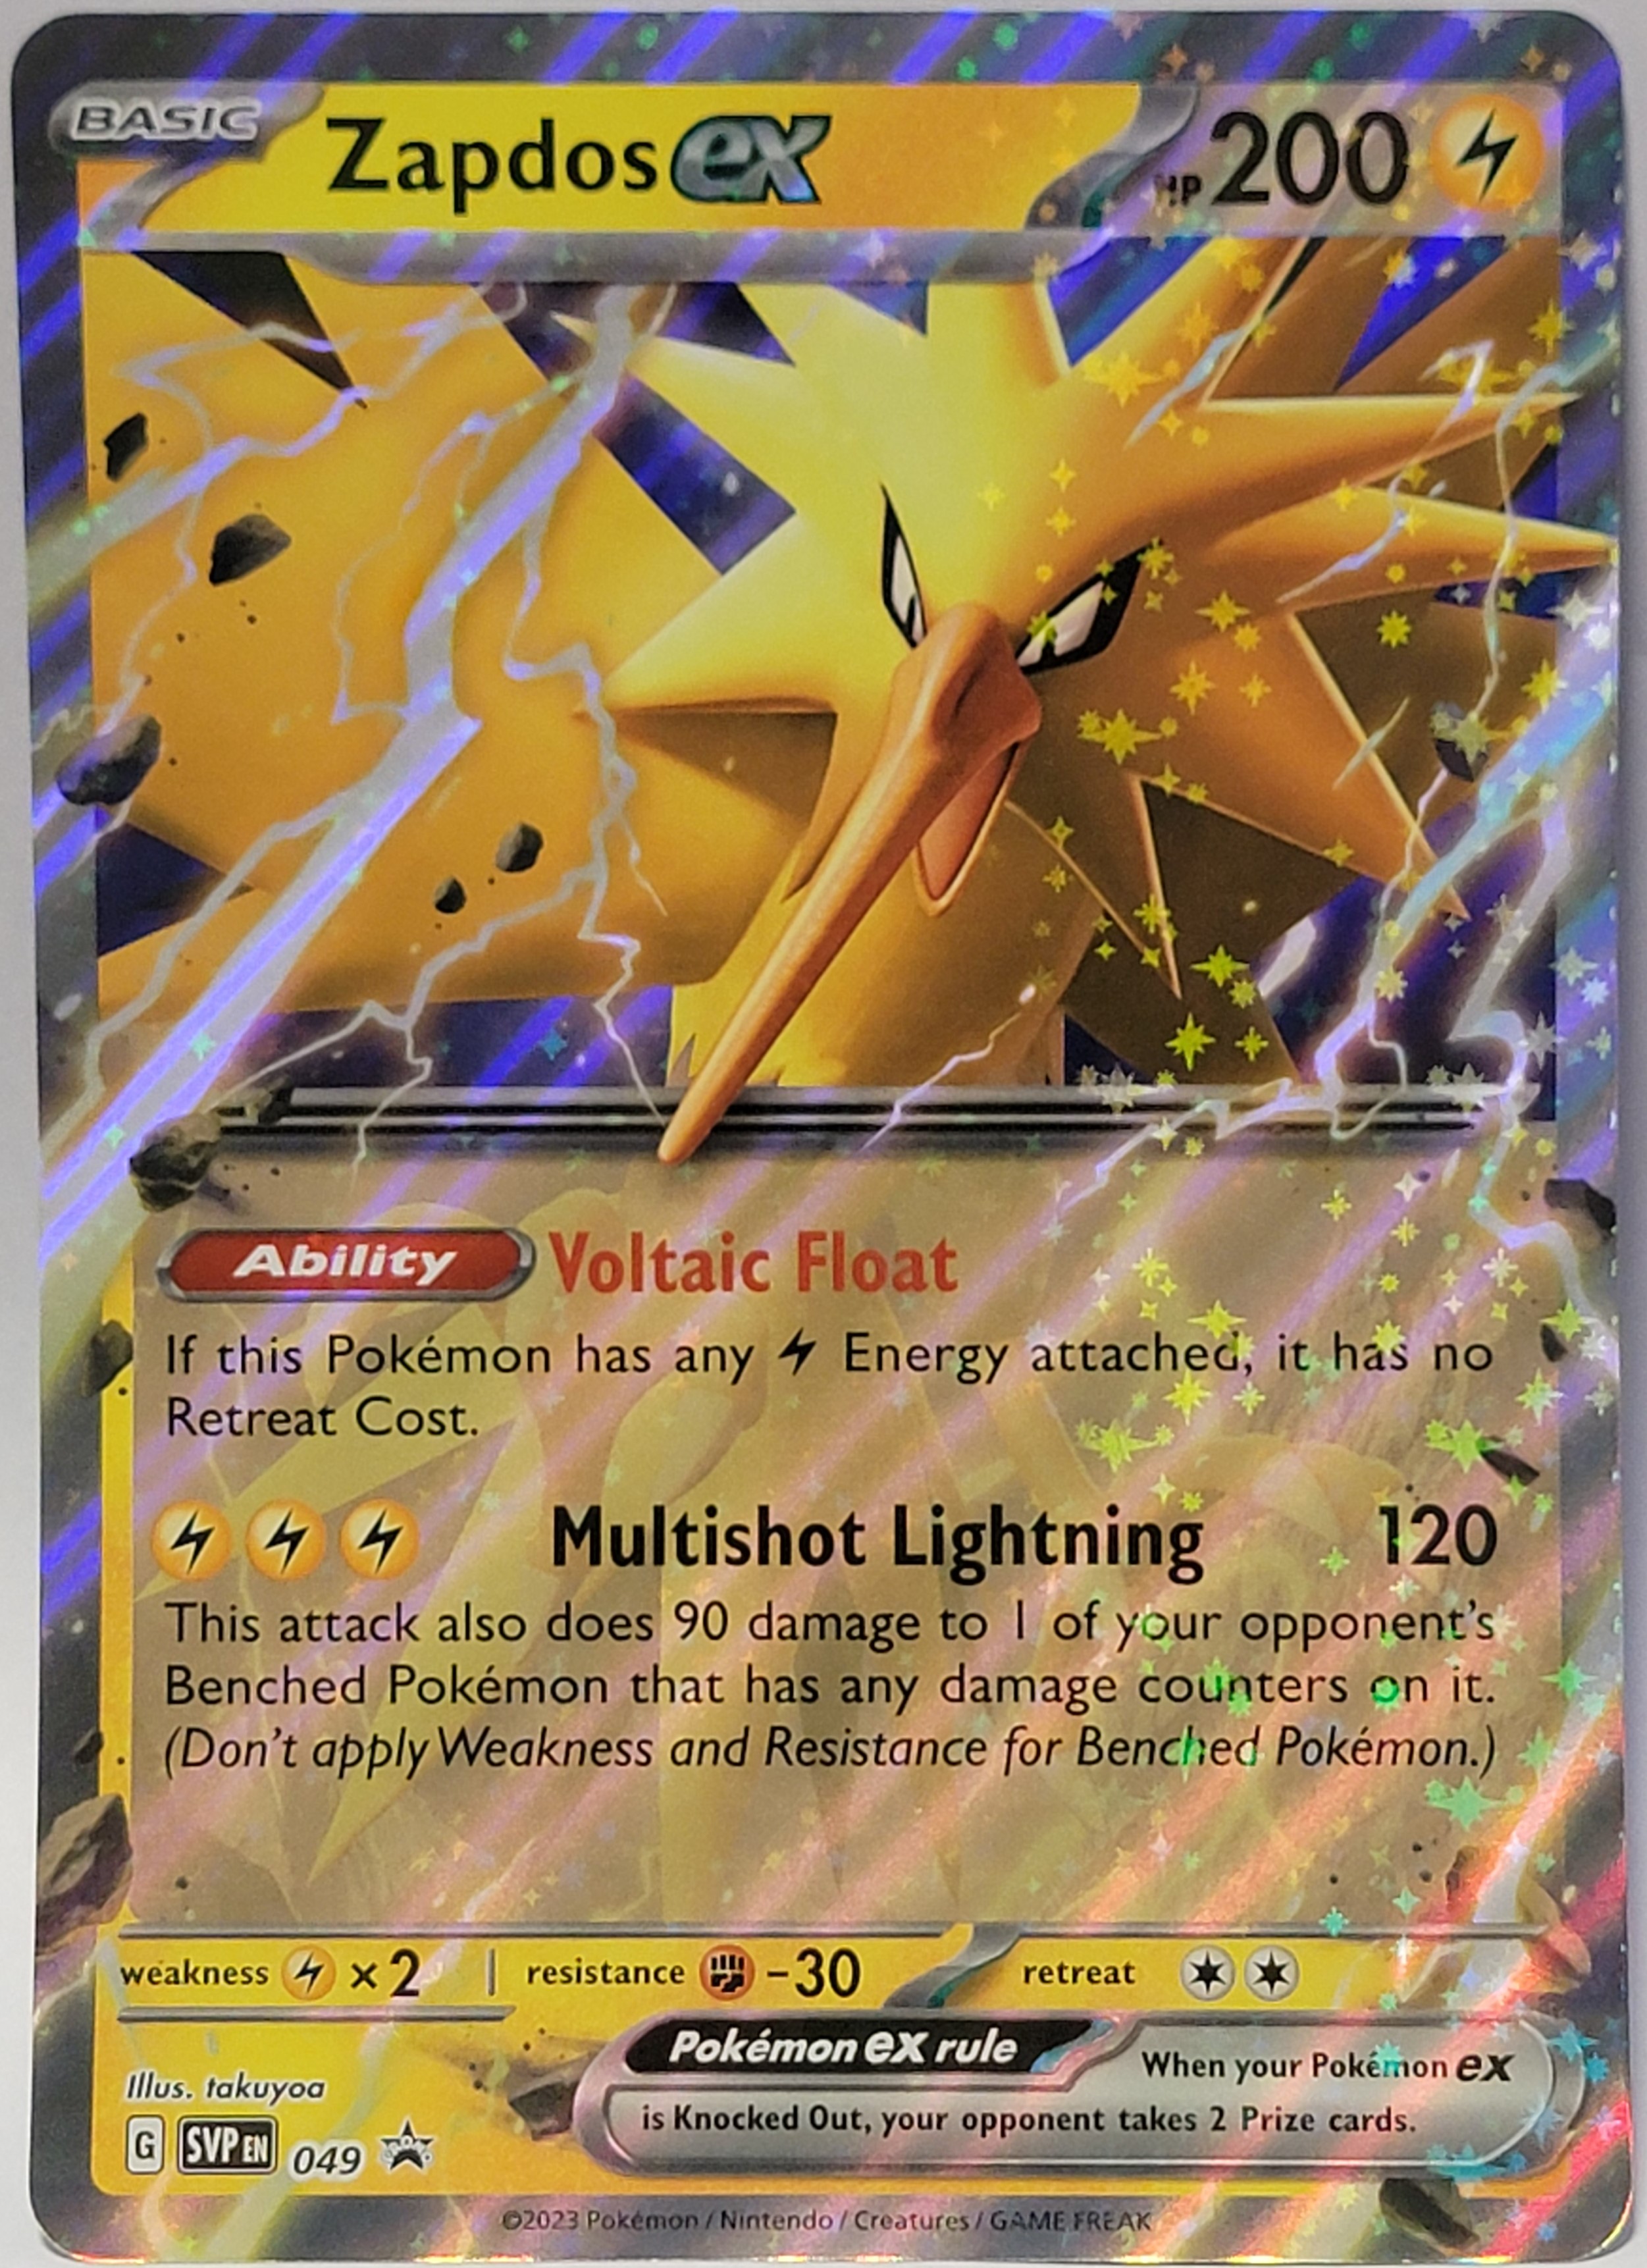 BASIC
Zapdos ex
HP 200
Ability Voltaic Float
If this Pokémon has any Energy attached, it has no
Retreat Cost.
Multishot Lightning 120
This attack also does 90 damage to 1 of your opponent's
Benched Pokémon that has any damage counters on it.
(Don't apply Weakness and Resistance for Benched Pokémon.)
weakness ×2 resistance -30 retreat
Pokémon ex rule
When your Pokémon ex
is Knocked Out, your opponent takes 2 Prize cards.
Illus. takuyoa
G SVP EN 049
©2023 Pokémon / Nintendo / Creatures / GAME FREAK